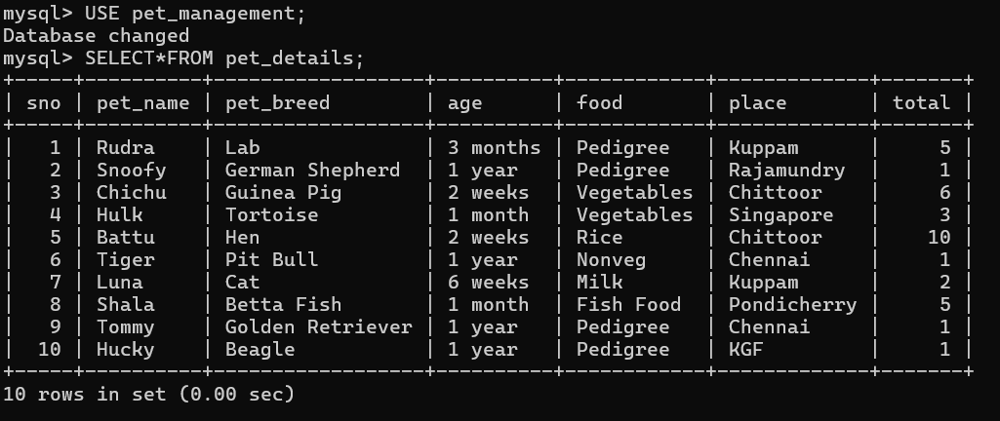 mysql> USE pet_management;
Database changed
mysql> SELECT*FROM pet_details;
+-----+----------+------------------+----------+------------+-------------+-------+
| sno | pet_name | pet_breed        | age      | food       | place       | total |
+-----+----------+------------------+----------+------------+-------------+-------+
|   1 | Rudra    | Lab              | 3 months | Pedigree   | Kuppam      |     5 |
|   2 | Snoofy   | German Shepherd  | 1 year   | Pedigree   | Rajamundry  |     1 |
|   3 | Chichu   | Guinea Pig       | 2 weeks  | Vegetables | Chittoor    |     6 |
|   4 | Hulk     | Tortoise         | 1 month  | Vegetables | Singapore   |     3 |
|   5 | Battu    | Hen              | 2 weeks  | Rice       | Chittoor    |    10 |
|   6 | Tiger    | Pit Bull         | 1 year   | Nonveg     | Chennai     |     1 |
|   7 | Luna     | Cat              | 6 weeks  | Milk       | Kuppam      |     2 |
|   8 | Shala    | Betta Fish       | 1 month  | Fish Food  | Pondicherry |     5 |
|   9 | Tommy    | Golden Retriever | 1 year   | Pedigree   | Chennai     |     1 |
|  10 | Hucky    | Beagle           | 1 year   | Pedigree   | KGF         |     1 |
+-----+----------+------------------+----------+------------+-------------+-------+
10 rows in set (0.00 sec)